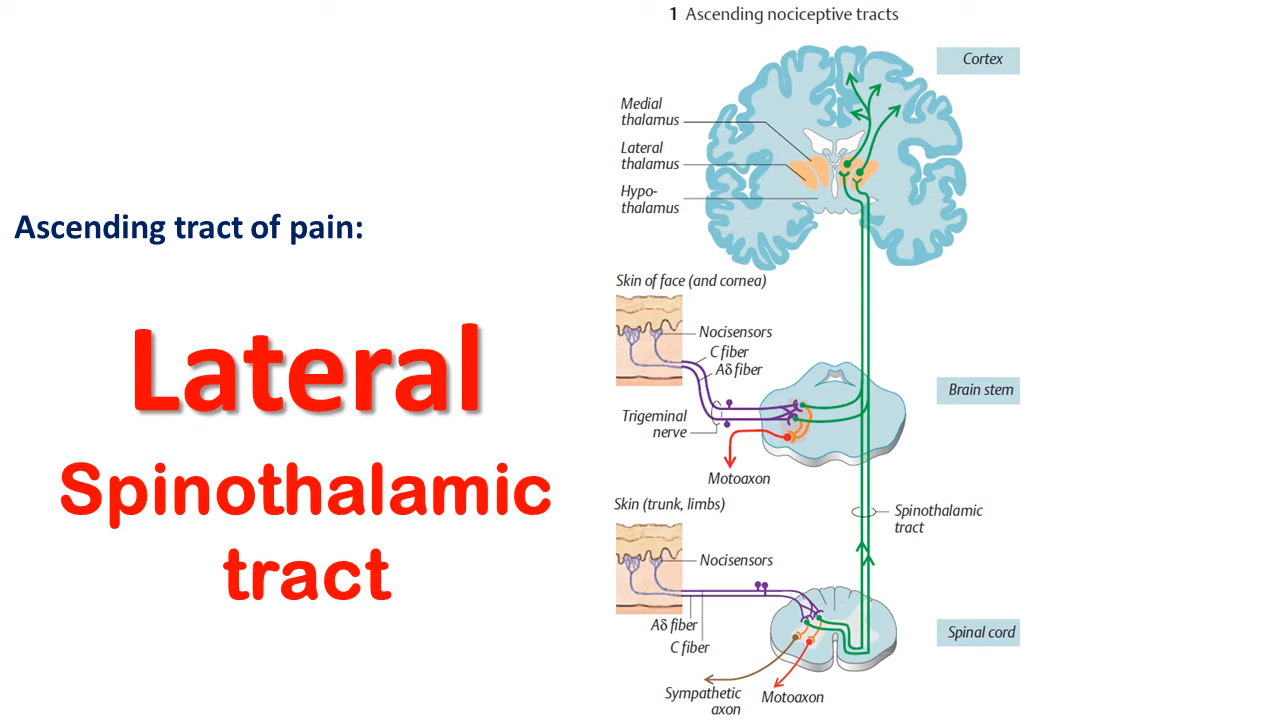 1 Ascending nociceptive tracts
Cortex
Medial
thalamus
Lateral
thalamus
Hypo-
thalamus
Ascending tract of pain:
Lateral
Spinothalamic
tract
Skin of face (and cornea)
Nocisensors
C fiber
Aδ fiber
Trigeminal
nerve
Brain stem
Motoaxon
Skin (trunk, limbs)
Spinothalamic
tract
Nocisensors
Aδ fiber
C fiber
Spinal cord
Sympathetic
axon
Motoaxon